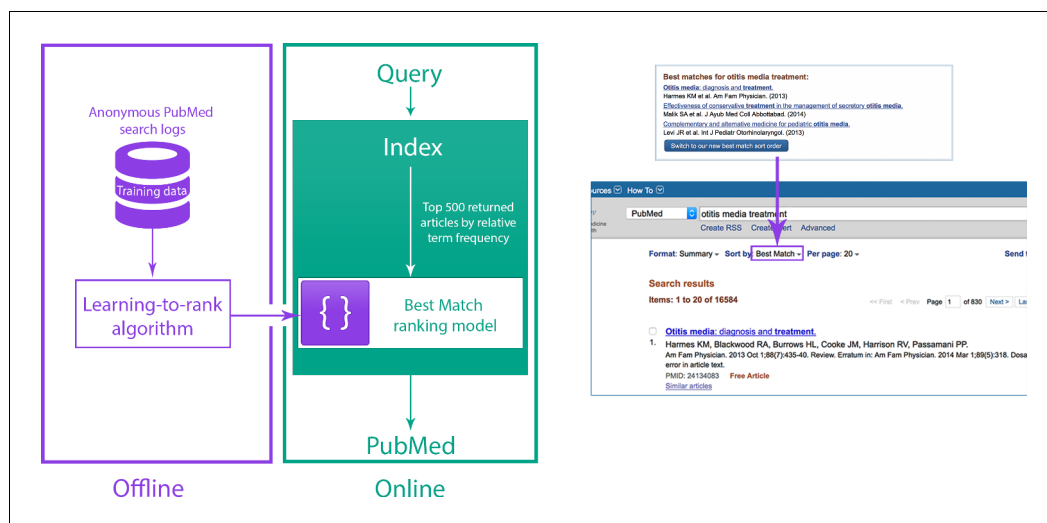 Anonymous PubMed
search logs
Training data
Learning-to-rank
algorithm
Offline
Query
Index
Top 500 returned
articles by relative
term frequency
{ }
Best Match
ranking model
PubMed
Online
Best matches for otitis media treatment:
Otitis media: diagnosis and treatment.
Harmes KM et al. Am Fam Physician. (2013)
Effectiveness of conservative treatment in the management of secretory otitis media.
Malik SA et al. J Ayub Med Coll Abbottabad. (2014)
Complementary and alternative medicine for pediatric otitis media.
Levi JR et al. Int J Pediatr Otorhinolaryngol. (2013)
Switch to our new best match sort order
ources How To
PubMed otitis media treatment
Create RSS Advanced
Format: Summary Sort by Best Match Per page: 20 Send
Search results
Items: 1 to 20 of 16584 << First < Prev Page 1 of 830 Next > Las
Otitis media: diagnosis and treatment.
1. Harmes KM, Blackwood RA, Burrows HL, Cooke JM, Harrison RV, Passamani PP.
Am Fam Physician. 2013 Oct 1;88(7):435-40. Review. Erratum in: Am Fam Physician. 2014 Mar 1;89(5):318. Dosa
error in article text.
PMID: 24134083 Free Article
Similar articles